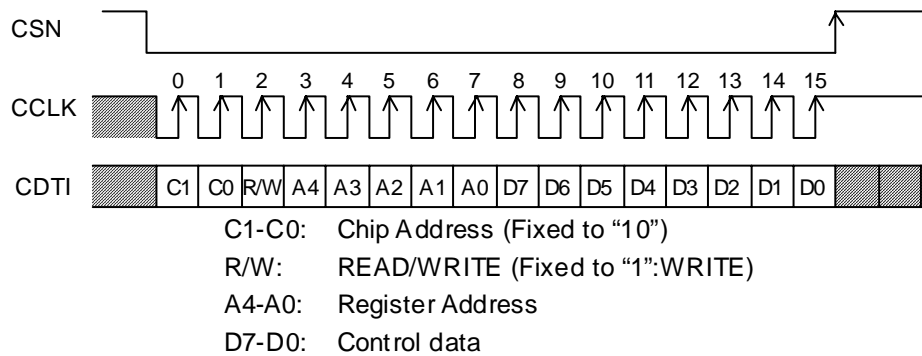 CSN
0 1 2 3 4 5 6 7 8 9 10 11 12 13 14 15
CCLK
CDTI C1 C0 R/W A4 A3 A2 A1 A0 D7 D6 D5 D4 D3 D2 D1 D0
C1-C0: Chip Address (Fixed to “10”)
R/W: READ/WRITE (Fixed to “1”:WRITE)
A4-A0: Register Address
D7-D0: Control data